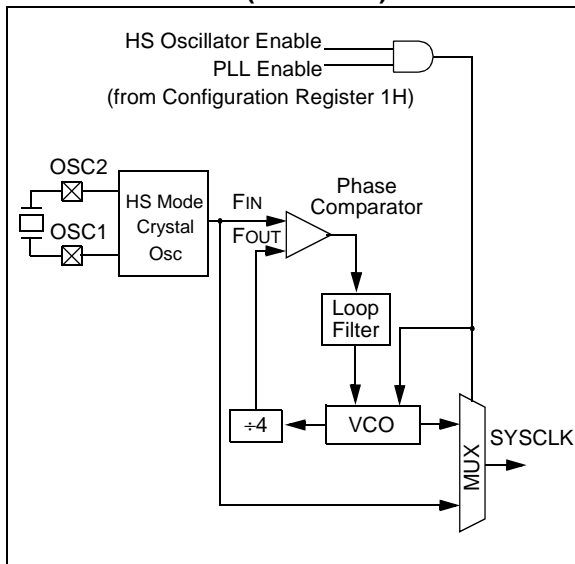 HS Oscillator Enable
PLL Enable
(from Configuration Register 1H)
OSC2
OSC1
HS Mode
Crystal
Osc
FIN
FOUT
Phase
Comparator
Loop
Filter
÷4
VCO
MUX
SYSCLK